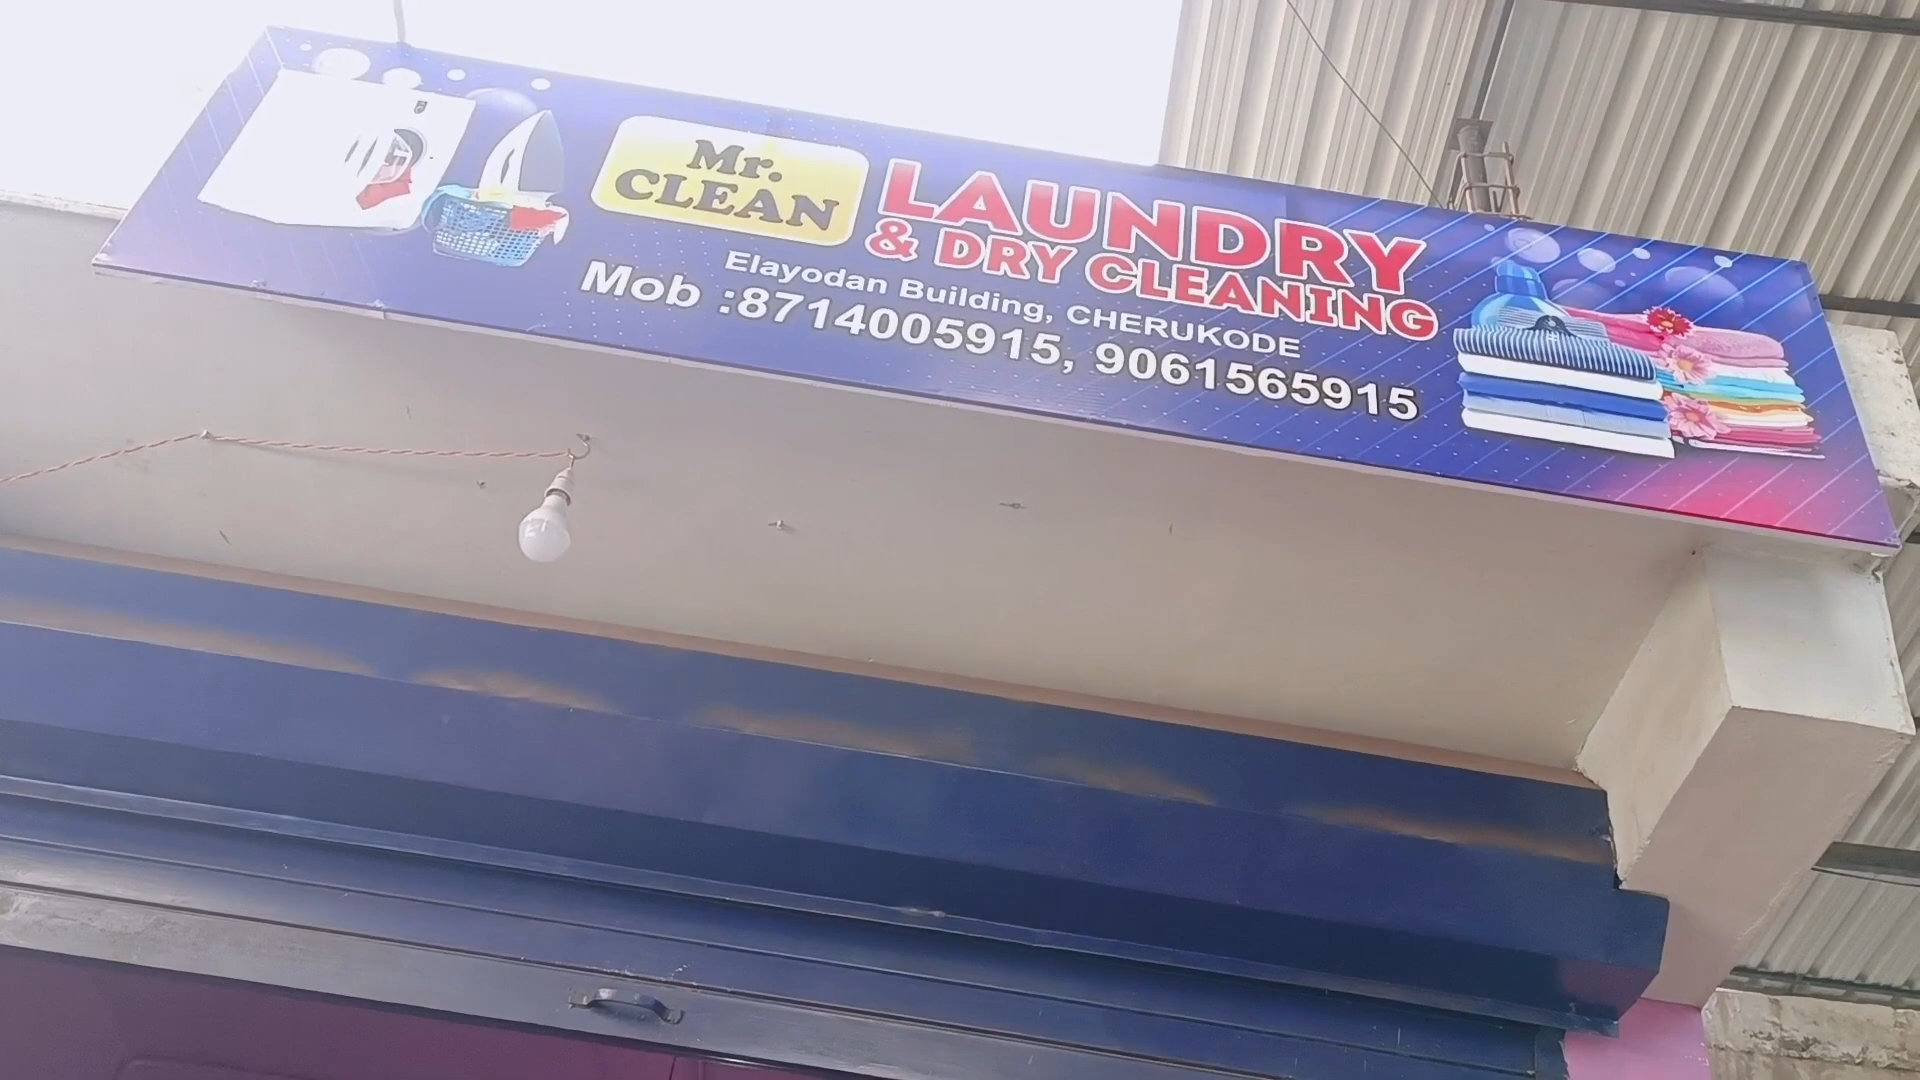 Mr.
CLEAN
LAUNDRY
& DRY CLEANING
Elayodan Building, CHERUKODE
Mob :8714005915, 9061565915